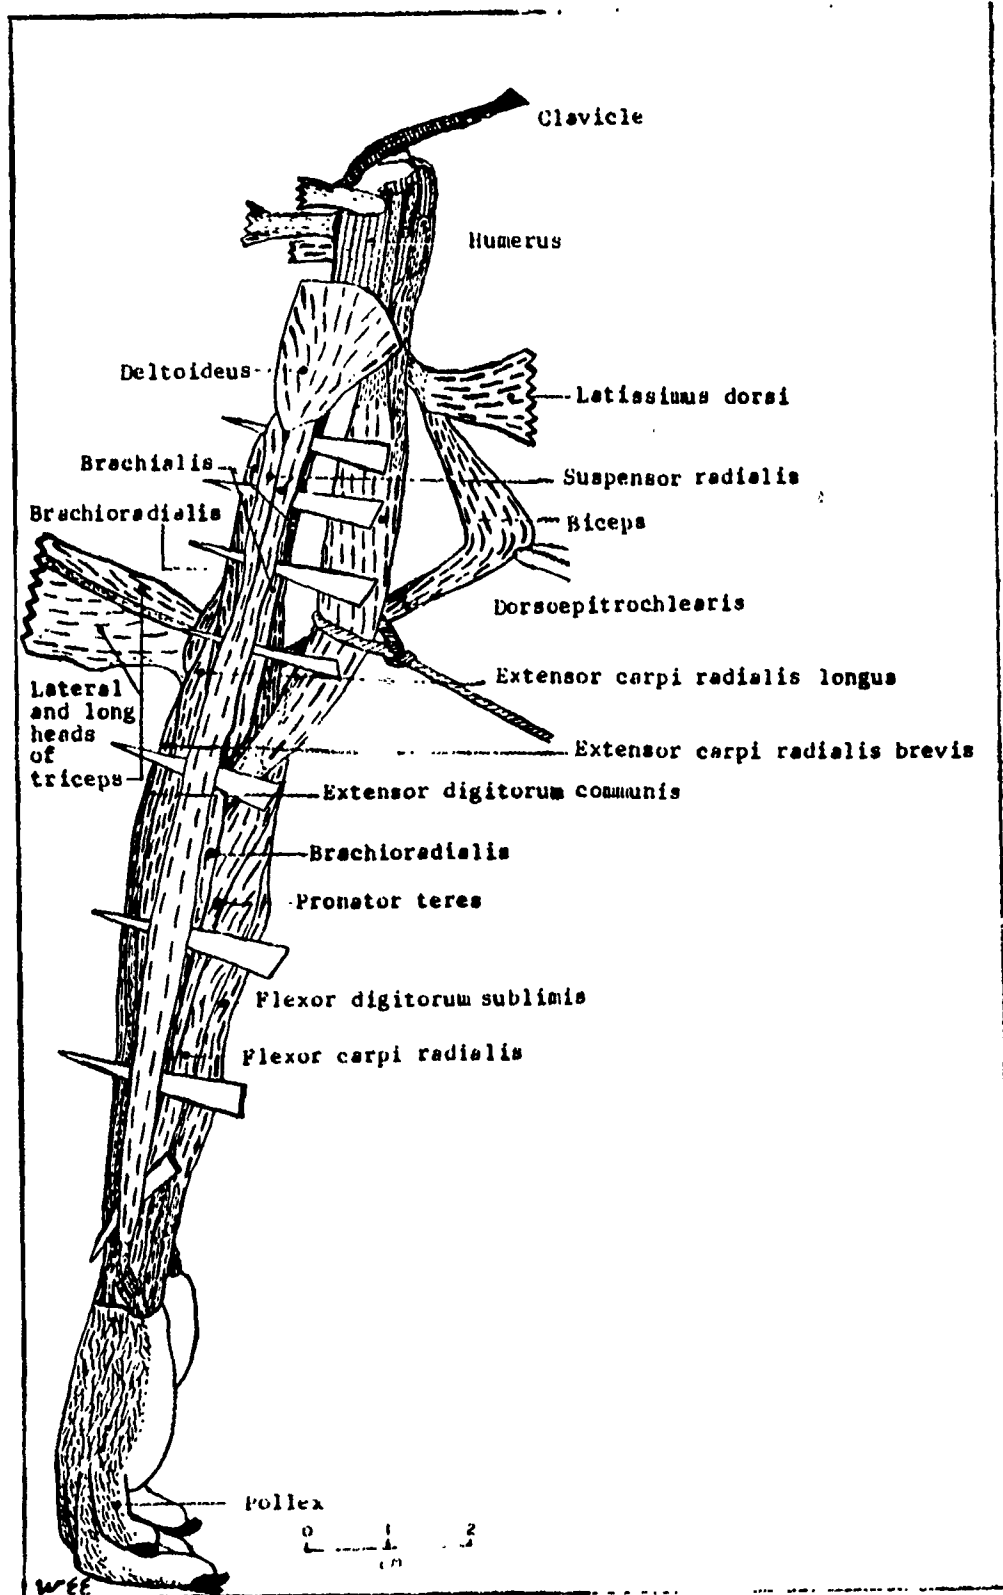 Clavicle
Humerus
Deltoideus
Latissimus dorsi
Brachialis
Suspensor radialis
Brachioradialis
Biceps
Dorsoepitrochlearis
Extensor carpi radialis longus
Lateral
and long
heads
of
triceps
Extensor carpi radialis brevis
Extensor digitorum communis
Brachioradialis
Pronator teres
Flexor digitorum sublimis
Flexor carpi radialis
Pollex
0 1 2
CM
WEE